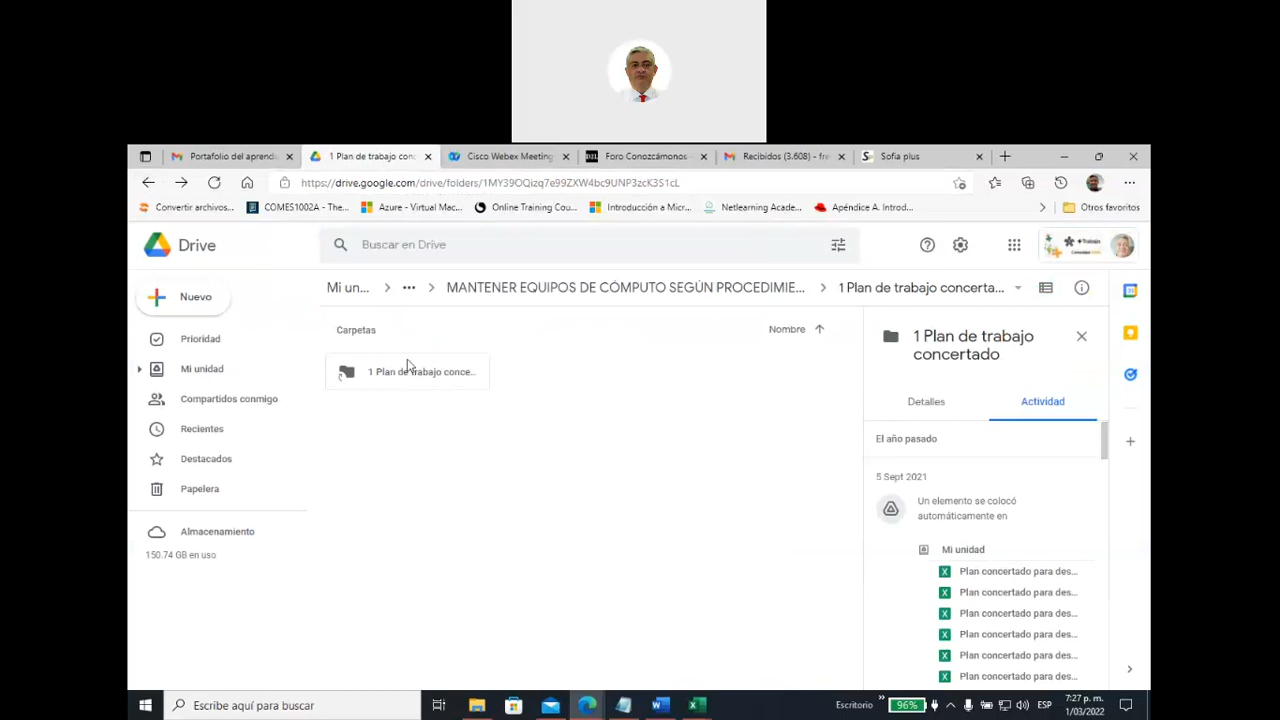 Portafolio del aprendi
1 Plan de trabajo conc
Cisco Webex Meeting
Foro Conozcámonos
Recibidos (3.608) - fre
Sofia plus
https://drive.google.com/drive/folders/1MY39OQizq7e99ZXW4bc9UNP3zcK3S1cL
Convertir archivos...
COMES1002A - The...
Azure - Virtual Mac...
Online Training Cou...
Introducción a Micr...
Netlearning Acade...
Apéndice A. Introd...
Otros favoritos
Drive
Buscar en Drive
+Trabajo
Nuevo
Mi un...
MANTENER EQUIPOS DE CÓMPUTO SEGÚN PROCEDIMIE...
1 Plan de trabajo concerta...
Prioridad
Mi unidad
Compartidos conmigo
Recientes
Destacados
Papelera
Almacenamiento
150.74 GB en uso
Carpetas
Nombre
1 Plan de trabajo conce...
1 Plan de trabajo
concertado
Detalles
Actividad
El año pasado
5 Sept 2021
Un elemento se colocó
automáticamente en
Mi unidad
Plan concertado para des...
Plan concertado para des...
Plan concertado para des...
Plan concertado para des...
Plan concertado para des...
Plan concertado para des...
Escribe aquí para buscar
Escritorio
96%
ESP
7:27 p. m.
1/03/2022